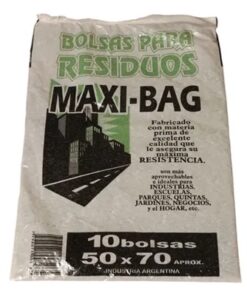 BOLSAS PARA
RESIDUOS
MAXI-BAG
Fabricado
con materia
prima de
excelente
calidad que
le asegura su
máxima
RESISTENCIA.
son más
aprovechables
e ideales para
INDUSTRIAS,
ESCUELAS,
PARQUES, QUINTAS,
JARDINES, NEGOCIOS,
y el HOGAR, etc.
10 bolsas
50 x 70 APROX.
INDUSTRIA ARGENTINA